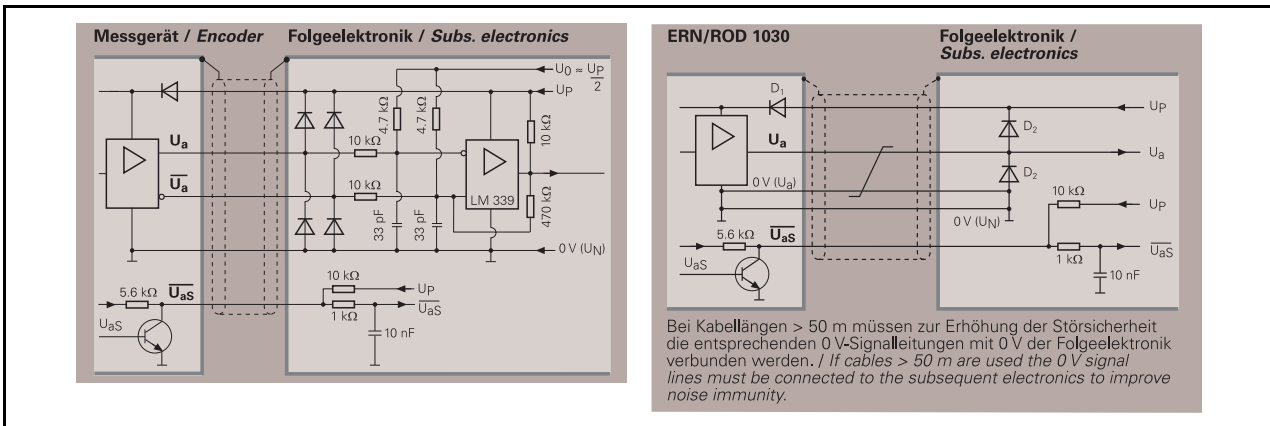 Messgerät / Encoder
Folgeelektronik / Subs. electronics
U0 ≈ UP/2
UP
4.7 kΩ
4.7 kΩ
10 kΩ
10 kΩ
Ua
U̅a̅
10 kΩ
LM 339
470 kΩ
33 pF
33 pF
0 V (UN)
10 kΩ
UP
5.6 kΩ
U̅a̅S̅
1 kΩ
U̅a̅S̅
UaS
10 nF
ERN/ROD 1030
Folgeelektronik /
Subs. electronics
D1
UP
D2
Ua
Ua
D2
0 V (Ua)
10 kΩ
UP
0 V (UN)
5.6 kΩ
U̅a̅S̅
U̅a̅S̅
1 kΩ
UaS
10 nF
Bei Kabellängen > 50 m müssen zur Erhöhung der Störsicherheit
die entsprechenden 0 V-Signalleitungen mit 0 V der Folgeelektronik
verbunden werden. / If cables > 50 m are used the 0 V signal
lines must be connected to the subsequent electronics to improve
noise immunity.